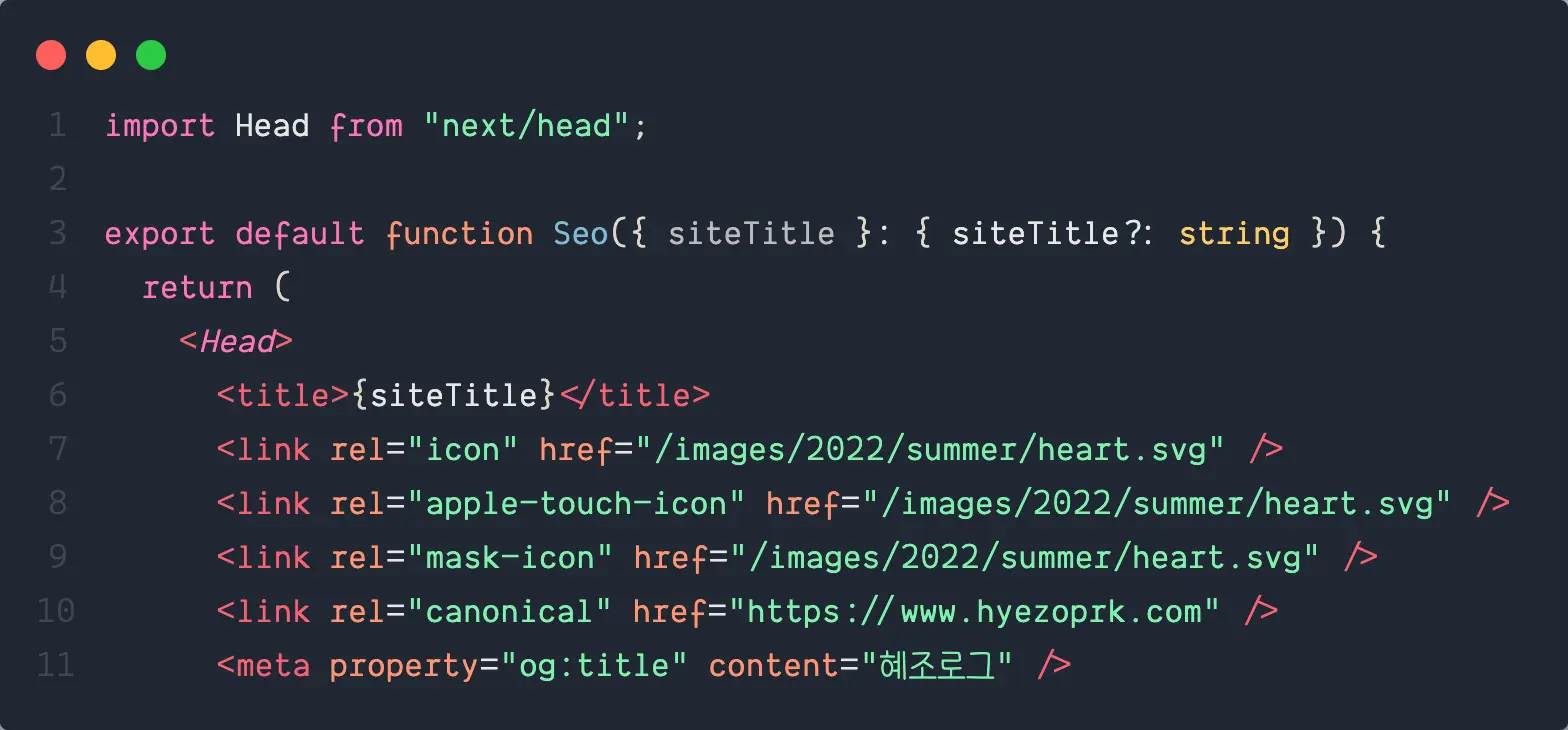 1 import Head from "next/head";
2
3 export default function Seo({ siteTitle }: { siteTitle?: string }) {
4 return (
5 <Head>
6 <title>{siteTitle}</title>
7 <link rel="icon" href="/images/2022/summer/heart.svg" />
8 <link rel="apple-touch-icon" href="/images/2022/summer/heart.svg" />
9 <link rel="mask-icon" href="/images/2022/summer/heart.svg" />
10 <link rel="canonical" href="https://www.hyezoprk.com" />
11 <meta property="og:title" content="혜조로그" />